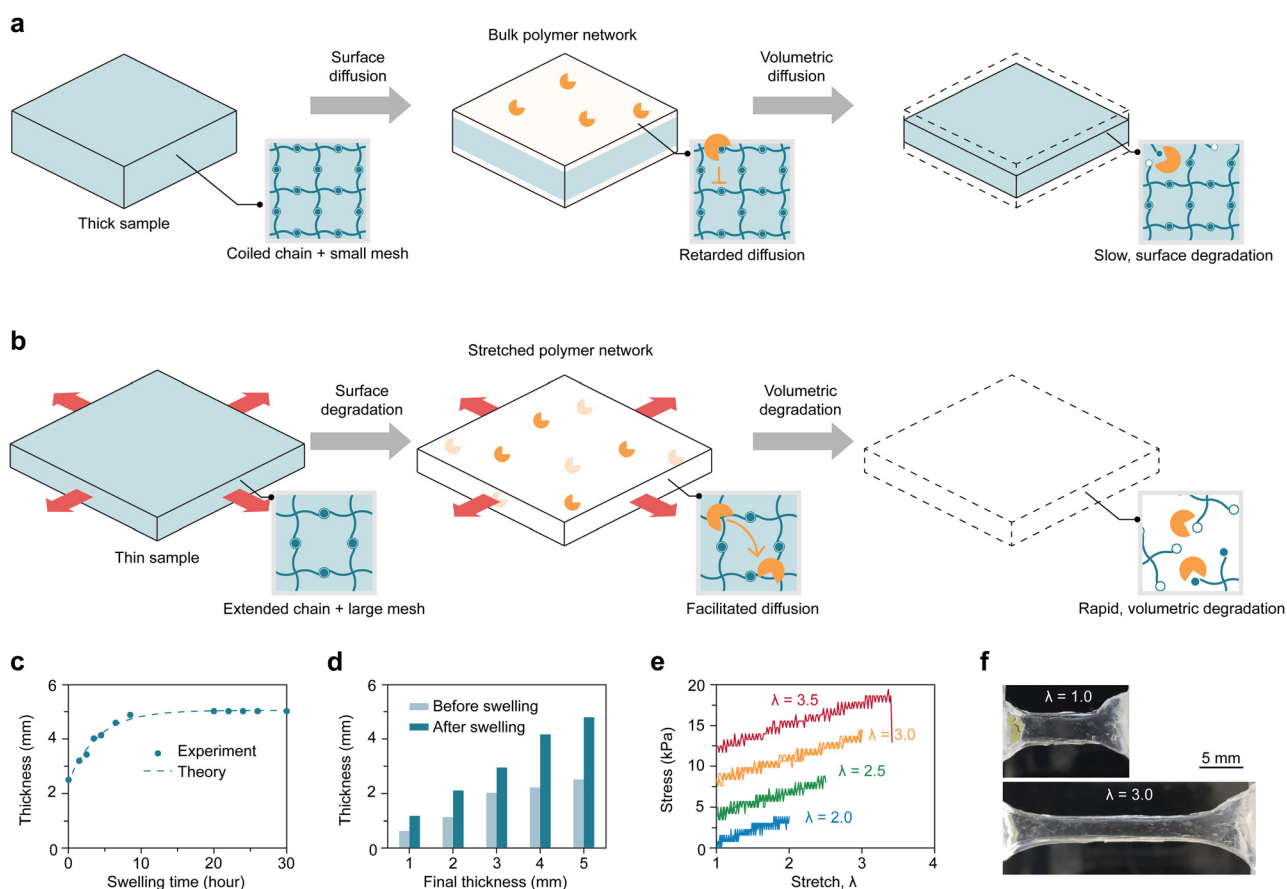 a
Bulk polymer network
Surface
diffusion
Volumetric
diffusion
Thick sample
Coiled chain + small mesh
Retarded diffusion
Slow, surface degradation
b
Stretched polymer network
Surface
degradation
Volumetric
degradation
Thin sample
Extended chain + large mesh
Facilitated diffusion
Rapid, volumetric degradation
c
Thickness (mm)
6
4
2
0
Experiment
Theory
0
10
20
30
Swelling time (hour)
d
Thickness (mm)
6
4
2
0
Before swelling
After swelling
1
2
3
4
5
Final thickness (mm)
e
Stress (kPa)
20
15
10
5
0
λ = 3.5
λ = 3.0
λ = 2.5
λ = 2.0
1
2
3
4
Stretch, λ
f
λ = 1.0
5 mm
λ = 3.0